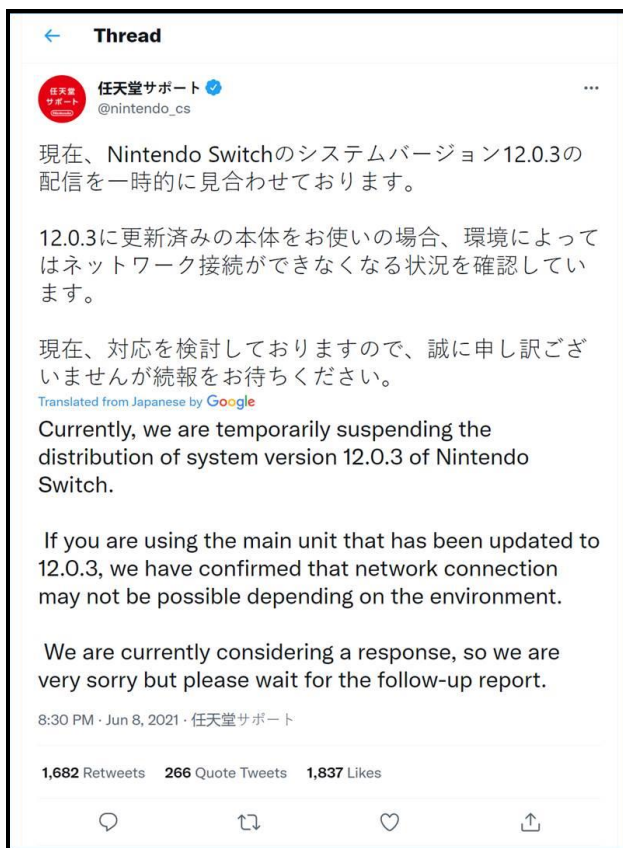 Thread
任天堂
サポート
Nintendo
任天堂サポート
@nintendo_cs
現在、Nintendo Switchのシステムバージョン12.0.3の
配信を一時的に見合わせております。
12.0.3に更新済みの本体をお使いの場合、環境によって
はネットワーク接続ができなくなる状況を確認してい
ます。
現在、対応を検討しておりますので、誠に申し訳ござ
いませんが続報をお待ちください。
Translated from Japanese by Google
Currently, we are temporarily suspending the
distribution of system version 12.0.3 of Nintendo
Switch.
If you are using the main unit that has been updated to
12.0.3, we have confirmed that network connection
may not be possible depending on the environment.
We are currently considering a response, so we are
very sorry but please wait for the follow-up report.
8:30 PM · Jun 8, 2021 · 任天堂サポート
1,682 Retweets 266 Quote Tweets 1,837 Likes